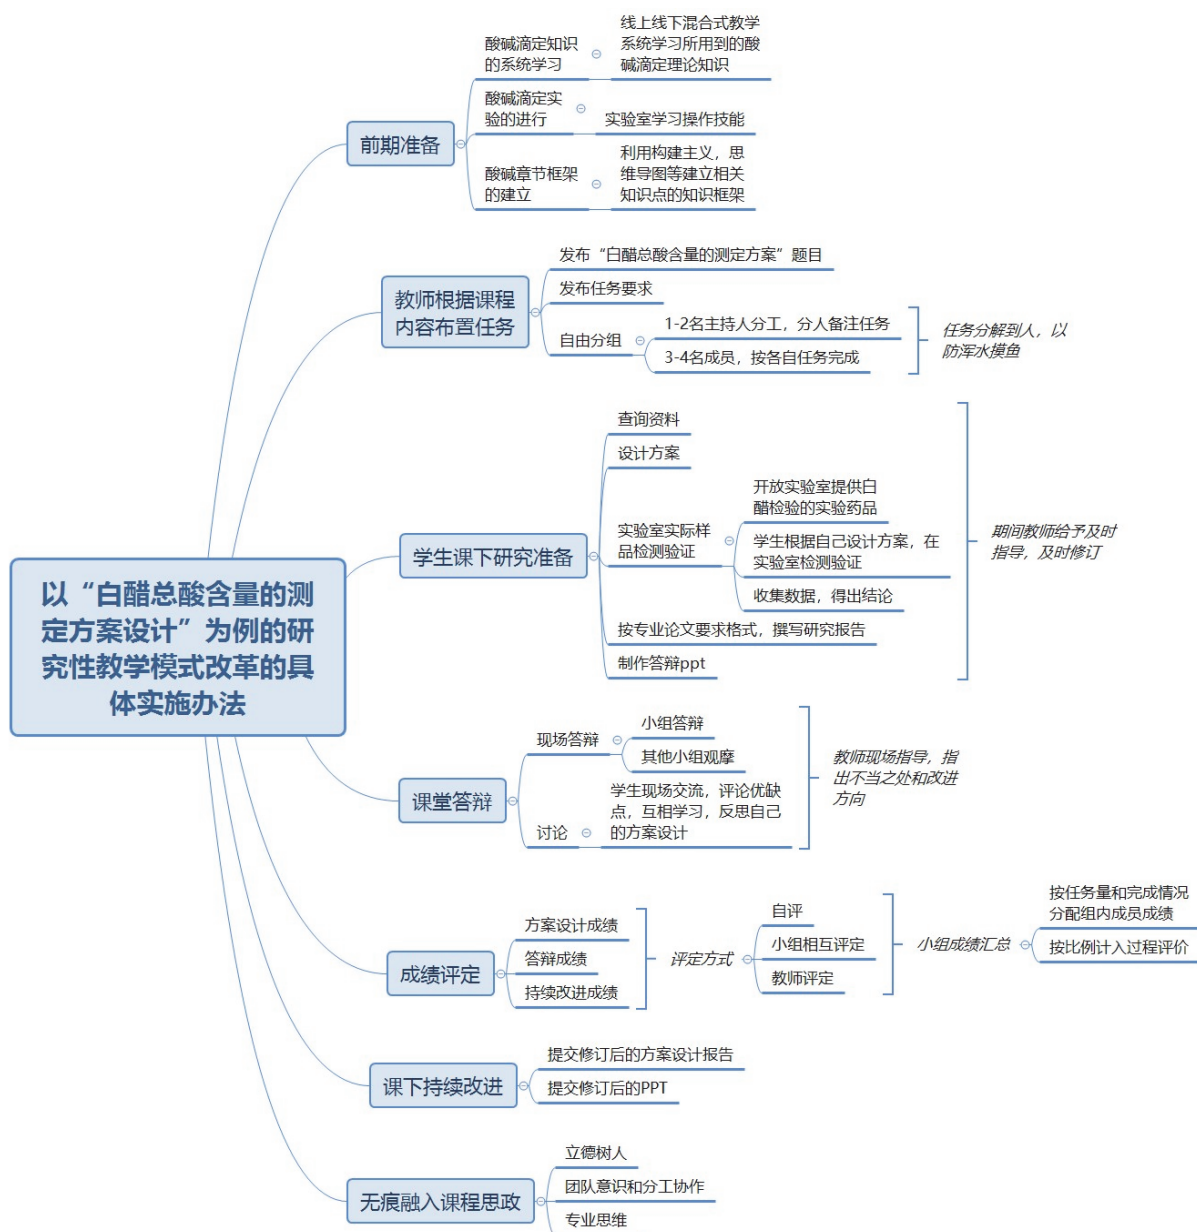 以“白醋总酸含量的测
定方案设计”为例的研
究性教学模式改革的具
体实施办法
前期准备
酸碱滴定知识
的系统学习
线上线下混合式教学
系统学习所用到的酸
碱滴定理论知识
酸碱滴定实
验的进行
实验室学习操作技能
酸碱章节框架
的建立
利用构建主义，思
维导图等建立相关
知识点的知识框架
教师根据课程
内容布置任务
发布“白醋总酸含量的测定方案”题目
发布任务要求
自由分组
1-2名主持人分工，分人备注任务
3-4名成员，按各自任务完成
任务分解到人，以
防浑水摸鱼
学生课下研究准备
查询资料
设计方案
实验室实际样
品检测验证
开放实验室提供白
醋检验的实验药品
学生根据自己设计方案，在
实验室检测验证
收集数据，得出结论
按专业论文要求格式，撰写研究报告
制作答辩ppt
期间教师给予及时
指导，及时修订
课堂答辩
现场答辩
小组答辩
其他小组观摩
讨论
学生现场交流，评论优缺
点，互相学习，反思自己
的方案设计
教师现场指导，指
出不当之处和改进
方向
成绩评定
方案设计成绩
答辩成绩
持续改进成绩
评定方式
自评
小组相互评定
教师评定
小组成绩汇总
按任务量和完成情况
分配组内成员成绩
按比例计入过程评价
课下持续改进
提交修订后的方案设计报告
提交修订后的PPT
无痕融入课程思政
立德树人
团队意识和分工协作
专业思维